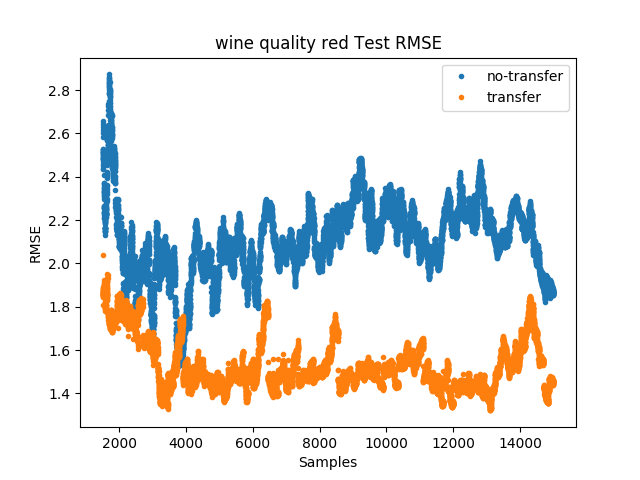 wine quality red Test RMSE
no-transfer
transfer
RMSE
2.8
2.6
2.4
2.2
2.0
1.8
1.6
1.4
2000 4000 6000 8000 10000 12000 14000
Samples